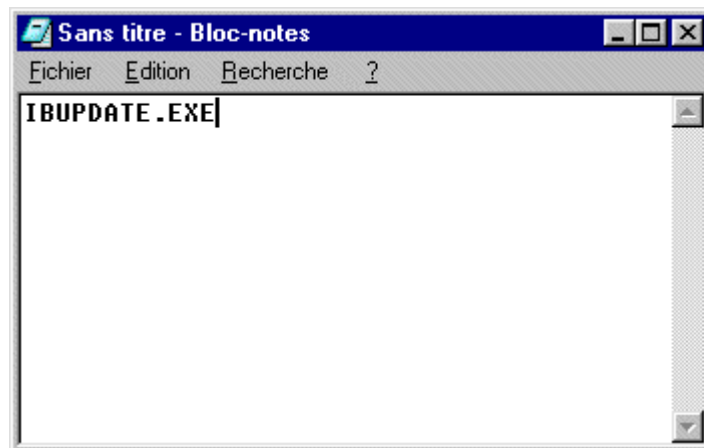 Sans titre - Bloc-notes
Fichier Edition Recherche ?
IBUPDATE.EXE